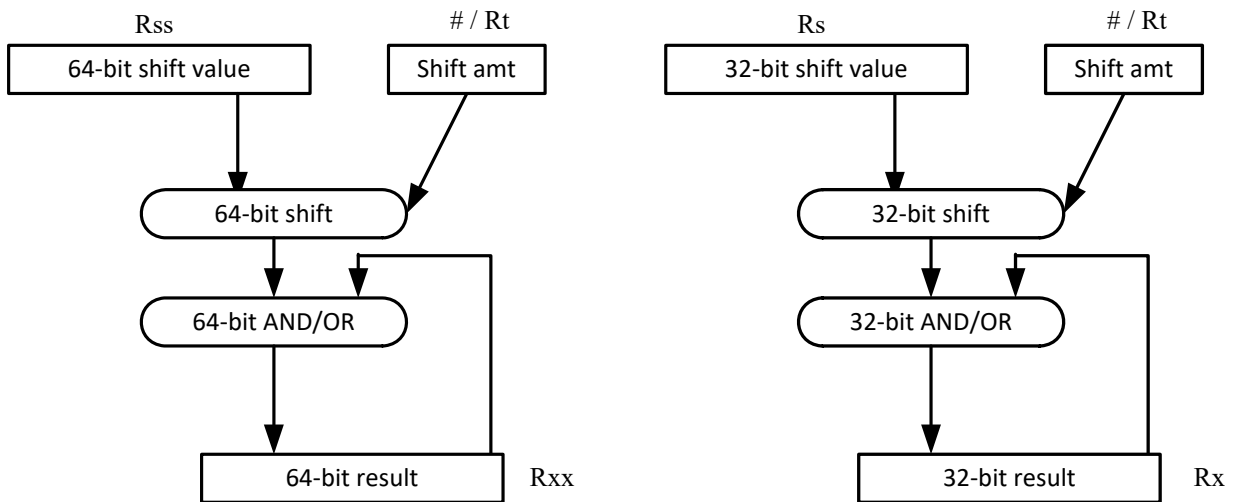 Rss
# / Rt
64-bit shift value
Shift amt
64-bit shift
64-bit AND/OR
64-bit result
Rxx
Rs
# / Rt
32-bit shift value
Shift amt
32-bit shift
32-bit AND/OR
32-bit result
Rx